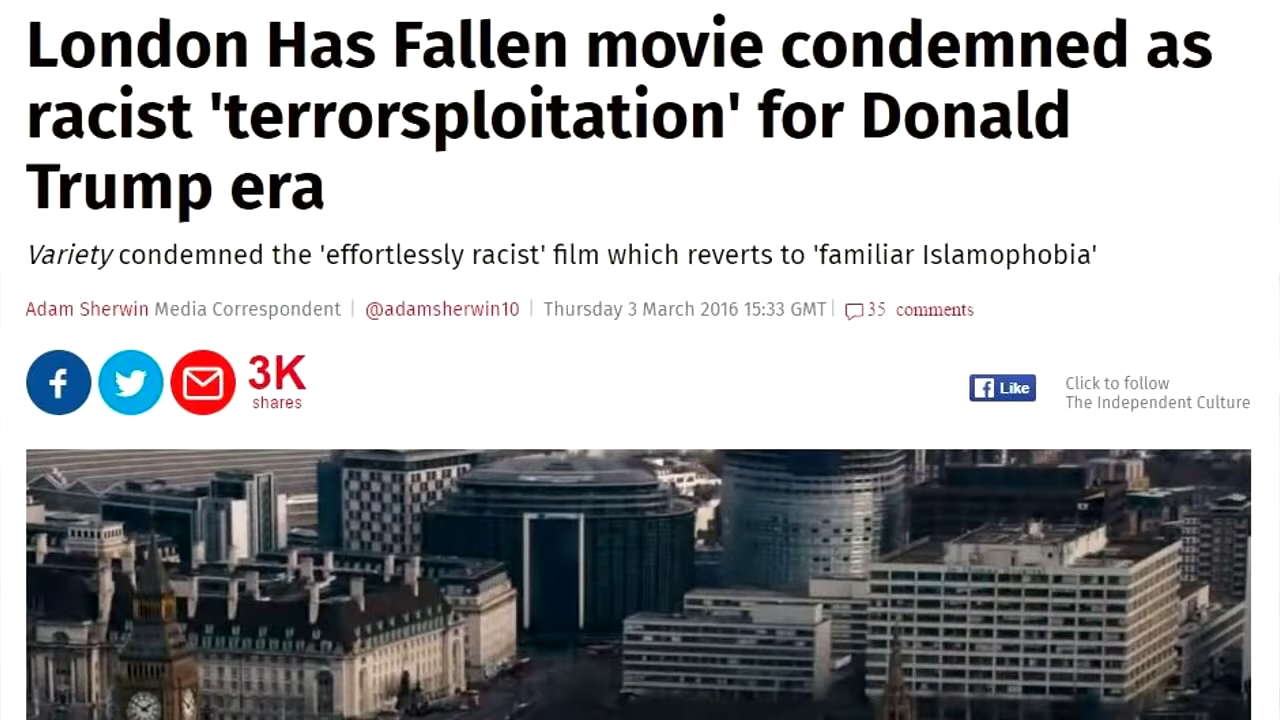 London Has Fallen movie condemned as
racist 'terrorsploitation' for Donald
Trump era
Variety condemned the 'effortlessly racist' film which reverts to 'familiar Islamophobia'
Adam Sherwin Media Correspondent | @adamsherwin10 | Thursday 3 March 2016 15:33 GMT | 35 comments
3K
shares
Like
Click to follow
The Independent Culture